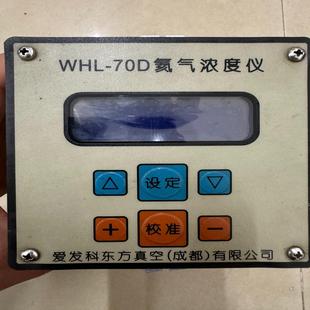 WHL-70D氦气浓度仪
△ 设定 ▽
+ 校准 −
爱发科东方真空(成都)有限公司